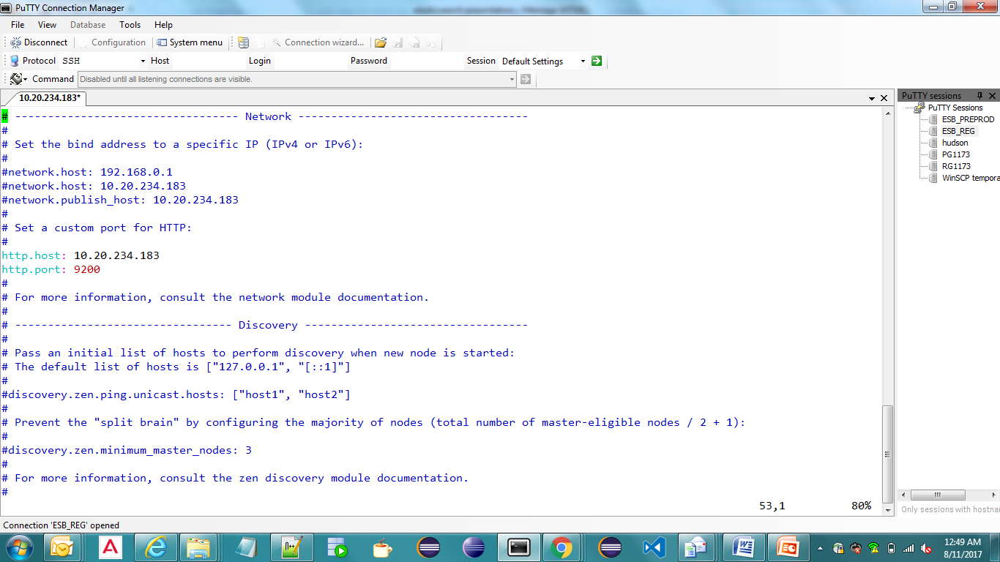 PuTTY Connection Manager
File View Database Tools Help
Disconnect Configuration System menu Connection wizard...
Protocol SSH Host Login Password Session Default Settings
Command Disabled until all listening connections are visible.
10.20.234.183*
# ---------------------------------- Network -----------------------------------
#
# Set the bind address to a specific IP (IPv4 or IPv6):
#
#network.host: 192.168.0.1
#network.host: 10.20.234.183
#network.publish_host: 10.20.234.183
#
# Set a custom port for HTTP:
#
http.host: 10.20.234.183
http.port: 9200
#
# For more information, consult the network module documentation.
#
# --------------------------------- Discovery ----------------------------------
#
# Pass an initial list of hosts to perform discovery when new node is started:
# The default list of hosts is ["127.0.0.1", "[::1]"]
#
#discovery.zen.ping.unicast.hosts: ["host1", "host2"]
#
# Prevent the "split brain" by configuring the majority of nodes (total number of master-eligible nodes / 2 + 1):
#
#discovery.zen.minimum_master_nodes: 3
#
# For more information, consult the zen discovery module documentation.
#
53,1 80%
PuTTY sessions
PuTTY Sessions
ESB_PREPROD
ESB_REG
hudson
PG1173
RG1173
WinSCP tempora
Only sessions with hostna
Connection 'ESB_REG' opened
12:49 AM
8/11/2017